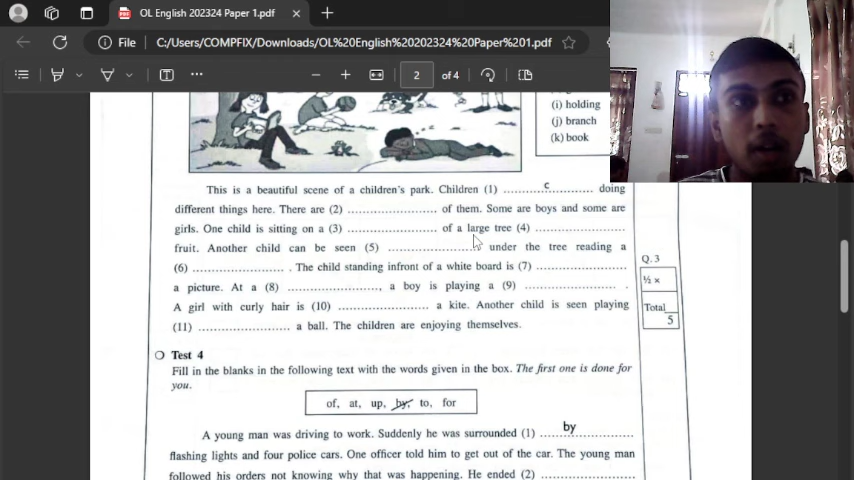 OL English 202324 Paper 1.pdf
File
C:/Users/COMPFIX/Downloads/OL%20English%20202324%20Paper%201.pdf
2 of 4
(i) holding
(j) branch
(k) book
This is a beautiful scene of a children's park. Children (1) ........ c ........ doing
different things here. There are (2) ........................ of them. Some are boys and some are
girls. One child is sitting on a (3) ........................ of a large tree (4) ........................
fruit. Another child can be seen (5) ........................ under the tree reading a
(6) ........................ . The child standing infront of a white board is (7) ........................
a picture. At a (8) ........................, a boy is playing a (9) ........................ .
A girl with curly hair is (10) ........................ a kite. Another child is seen playing
(11) ........................ a ball. The children are enjoying themselves.
Q. 3
½ ×
Total
5
Test 4
Fill in the blanks in the following text with the words given in the box. The first one is done for
you.
of, at, up, by, to, for
A young man was driving to work. Suddenly he was surrounded (1) ........ by ........
flashing lights and four police cars. One officer told him to get out of the car. The young man
followed his orders not knowing why that was happening. He ended (2) ........................